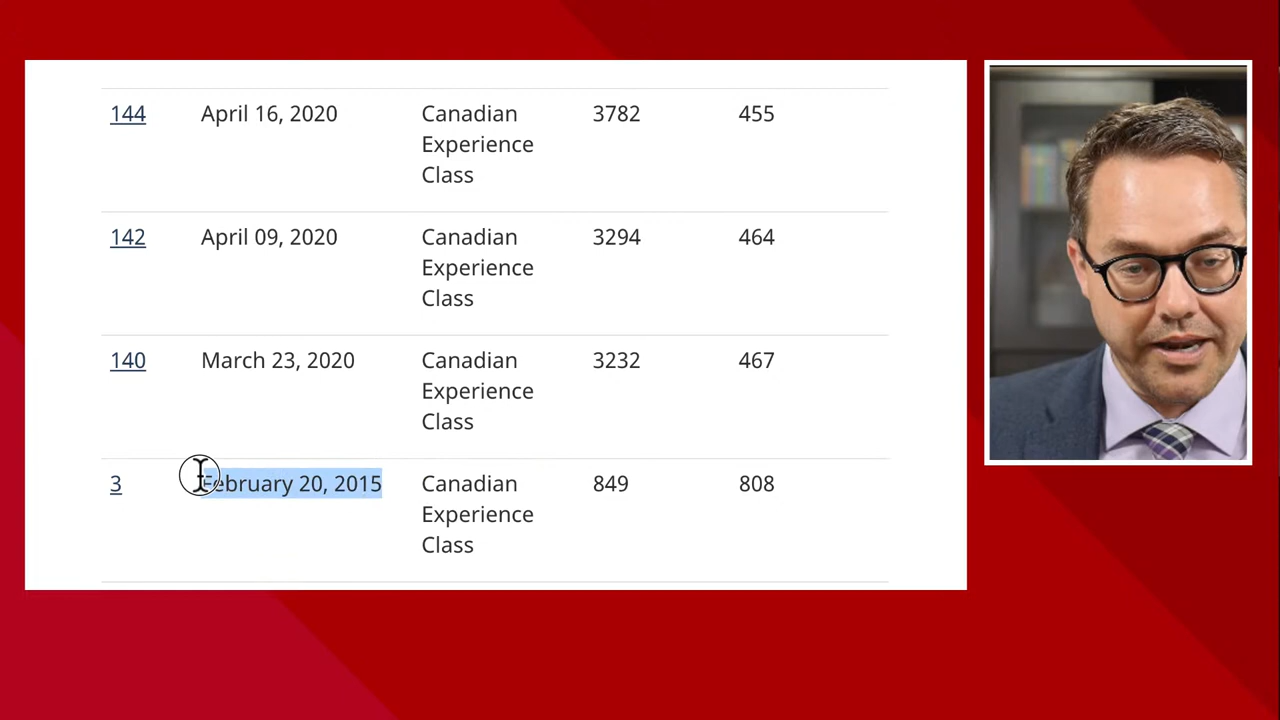 144 April 16, 2020 Canadian 3782 455
Experience
Class
142 April 09, 2020 Canadian 3294 464
Experience
Class
140 March 23, 2020 Canadian 3232 467
Experience
Class
3 February 20, 2015 Canadian 849 808
Experience
Class